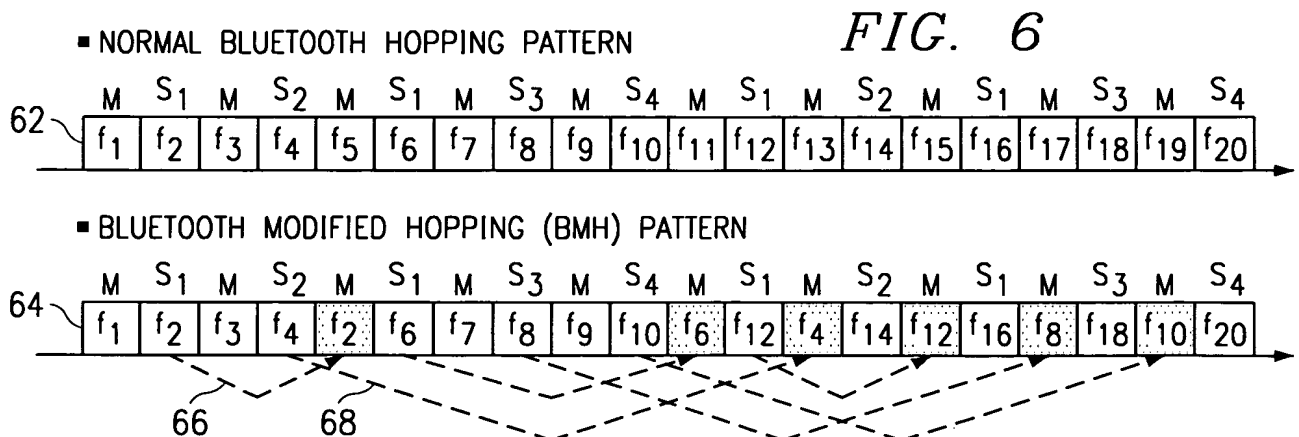 FIG. 6
▪ NORMAL BLUETOOTH HOPPING PATTERN
M S1 M S2 M S1 M S3 M S4 M S1 M S2 M S1 M S3 M S4
62 f1 f2 f3 f4 f5 f6 f7 f8 f9 f10 f11 f12 f13 f14 f15 f16 f17 f18 f19 f20
▪ BLUETOOTH MODIFIED HOPPING (BMH) PATTERN
M S1 M S2 M S1 M S3 M S4 M S1 M S2 M S1 M S3 M S4
64 f1 f2 f3 f4 f2 f6 f7 f8 f9 f10 f6 f12 f4 f14 f12 f16 f8 f18 f10 f20
66 68